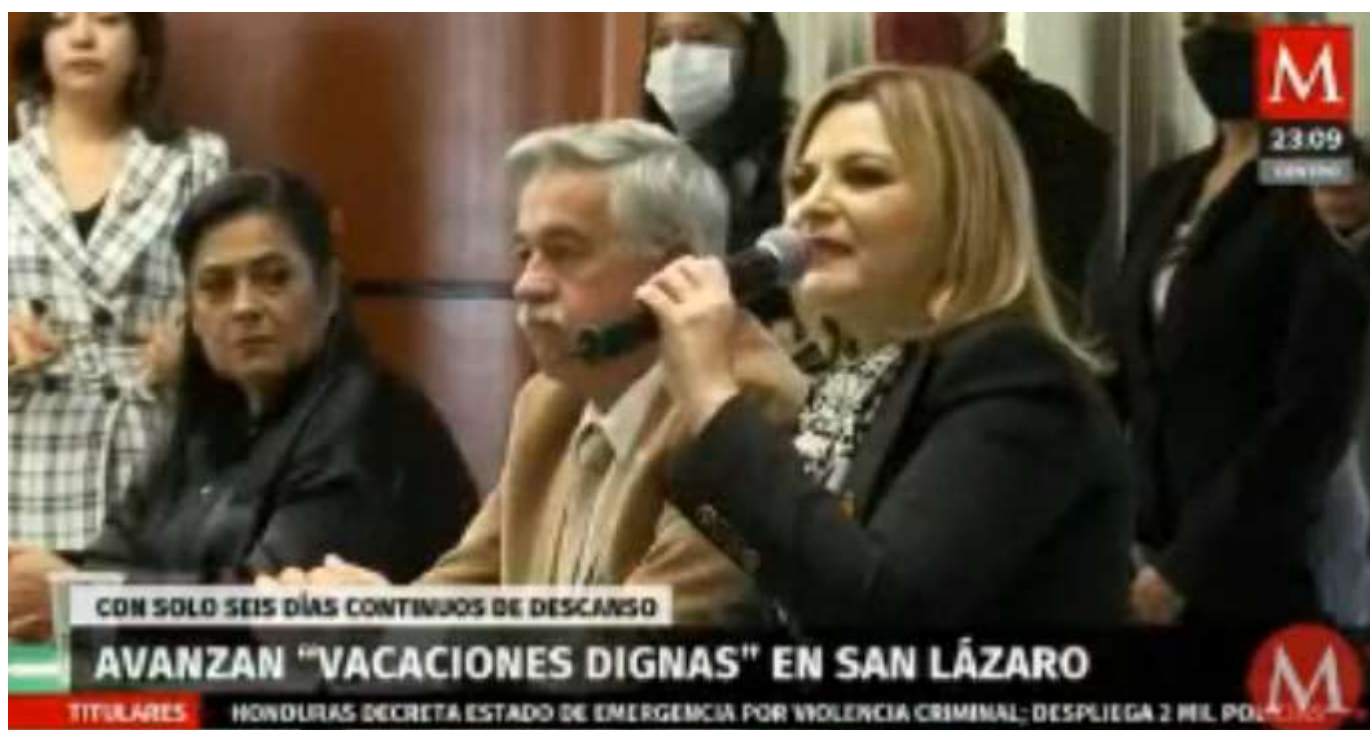 M
23.09
CENTRO
CON SOLO SEIS DÍAS CONTINUOS DE DESCANSO
AVANZAN "VACACIONES DIGNAS" EN SAN LÁZARO
M
TITULARES HONDURAS DECRETA ESTADO DE EMERGENCIA POR VIOLENCIA CRIMINAL; DESPLIEGA 2 MIL